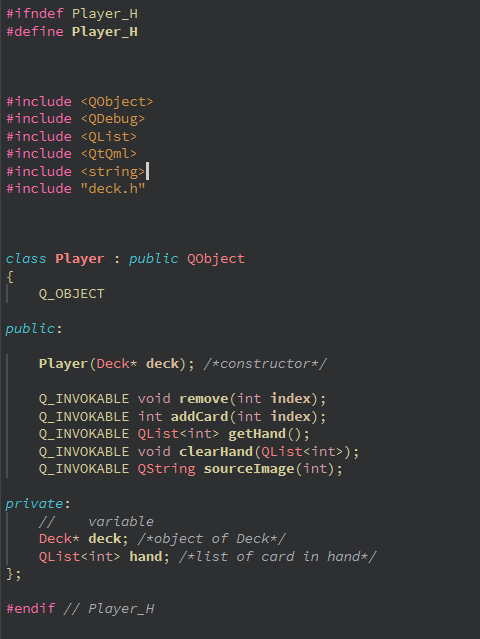 #ifndef Player_H
#define Player_H
#include <QObject>
#include <QDebug>
#include <QList>
#include <QtQml>
#include <string>
#include "deck.h"
class Player : public QObject
{
Q_OBJECT
public:
Player(Deck* deck); /*constructor*/
Q_INVOKABLE void remove(int index);
Q_INVOKABLE int addCard(int index);
Q_INVOKABLE QList<int> getHand();
Q_INVOKABLE void clearHand(QList<int>);
Q_INVOKABLE QString sourceImage(int);
private:
//    variable
Deck* deck; /*object of Deck*/
QList<int> hand; /*list of card in hand*/
};
#endif // Player_H